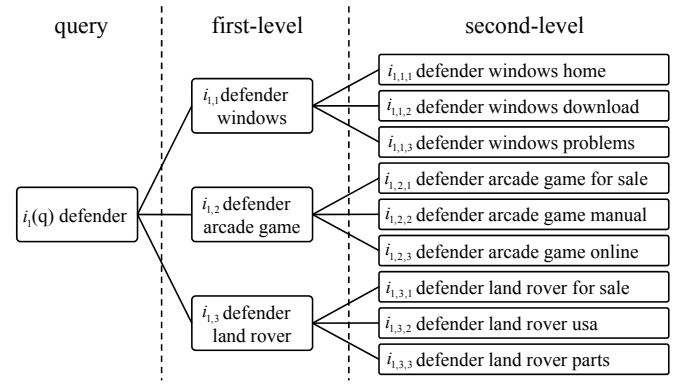 query
first-level
second-level
i1(q) defender
i1,1 defender
windows
i1,2 defender
arcade game
i1,3 defender
land rover
i1,1,1 defender windows home
i1,1,2 defender windows download
i1,1,3 defender windows problems
i1,2,1 defender arcade game for sale
i1,2,2 defender arcade game manual
i1,2,3 defender arcade game online
i1,3,1 defender land rover for sale
i1,3,2 defender land rover usa
i1,3,3 defender land rover parts